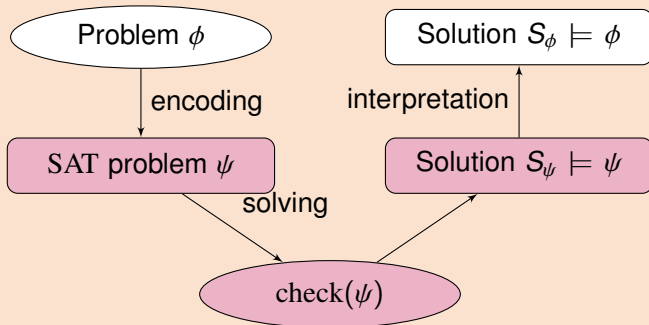 Problem ϕ
Solution S_ϕ ⊨ ϕ
encoding
interpretation
SAT problem ψ
Solution S_ψ ⊨ ψ
solving
check(ψ)